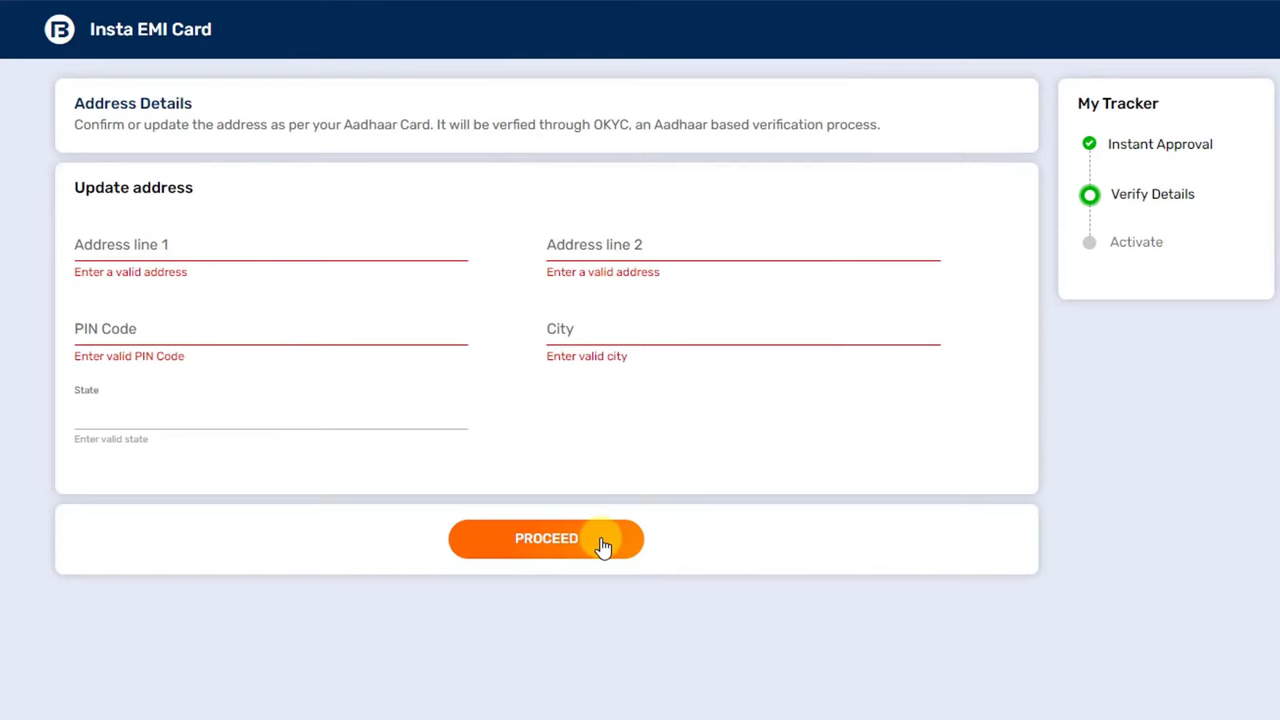 Insta EMI Card
Address Details
Confirm or update the address as per your Aadhaar Card. It will be verfied through OKYC, an Aadhaar based verification process.
Update address
Address line 1
Enter a valid address
Address line 2
Enter a valid address
PIN Code
Enter valid PIN Code
City
Enter valid city
State
Enter valid state
PROCEED
My Tracker
Instant Approval
Verify Details
Activate